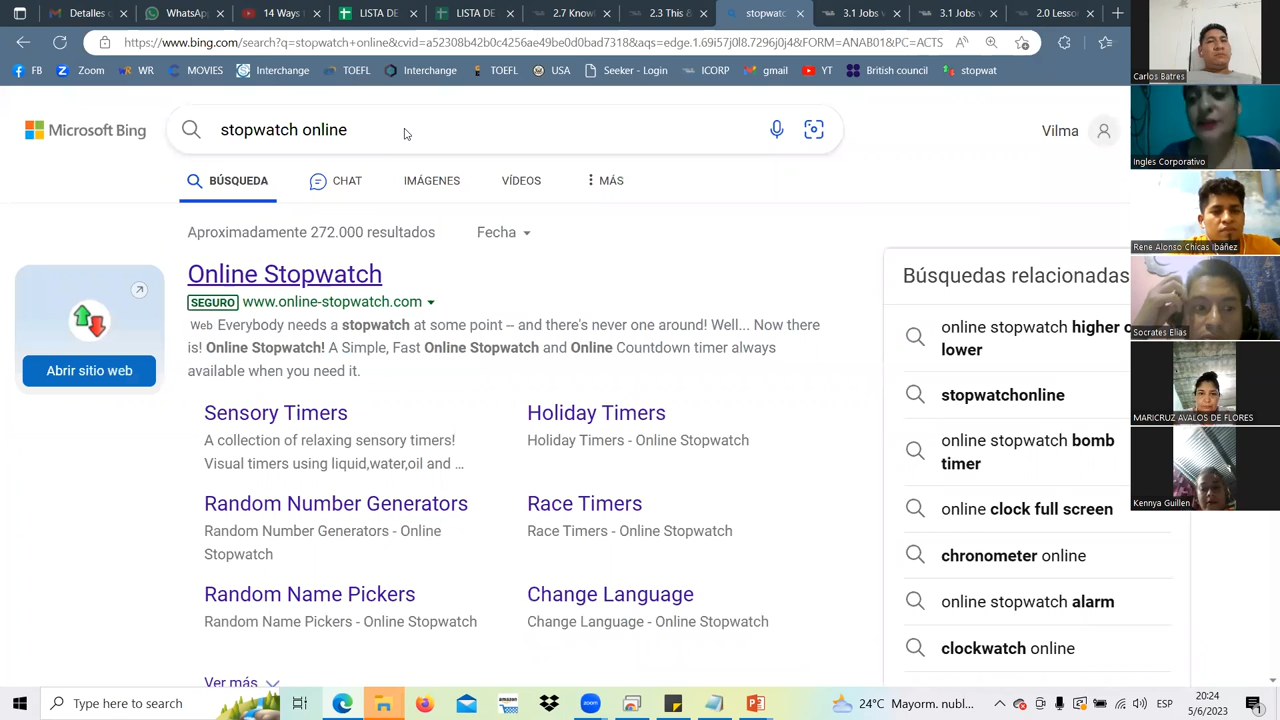 WhatsA
14 Ways
LISTA DE
LISTA DE
2.7 Know
2.3 This &
stopwatc
3.1 Jobs v
3.1 Jobs v
2.0 Lesson
https://www.bing.com/search?q=stopwatch+online&cvid=a52308b42b0c4256ae49be0d0bad7318&aqs=edge.1.69i57j0l8.7296j0j4&FORM=ANAB01&PC=ACTS
FB
Zoom
WR
MOVIES
Interchange
TOEFL
Interchange
TOEFL
USA
Seeker - Login
ICORP
gmail
YT
British council
stopwat
Microsoft Bing
stopwatch online
Vilma
BÚSQUEDA
CHAT
IMÁGENES
VÍDEOS
MÁS
Aproximadamente 272.000 resultados
Fecha
Abrir sitio web
Online Stopwatch
SEGURO www.online-stopwatch.com
Web Everybody needs a stopwatch at some point -- and there's never one around! Well... Now there
is! Online Stopwatch! A Simple, Fast Online Stopwatch and Online Countdown timer always
available when you need it.
Sensory Timers
A collection of relaxing sensory timers!
Visual timers using liquid,water,oil and ...
Holiday Timers
Holiday Timers - Online Stopwatch
Random Number Generators
Random Number Generators - Online
Stopwatch
Race Timers
Race Timers - Online Stopwatch
Random Name Pickers
Random Name Pickers - Online Stopwatch
Change Language
Change Language - Online Stopwatch
Ver más
Búsquedas relacionadas
online stopwatch higher o
lower
stopwatchonline
online stopwatch bomb
timer
online clock full screen
chronometer online
online stopwatch alarm
clockwatch online
Carlos Batres
Ingles Corporativo
Rene Alonso Chicas Ibáñez
Socrates Elias
MARICRUZ AVALOS DE FLORES
Kennya Guillen
Type here to search
24°C Mayorm. nubl...
ESP
20:24
5/6/2023
1